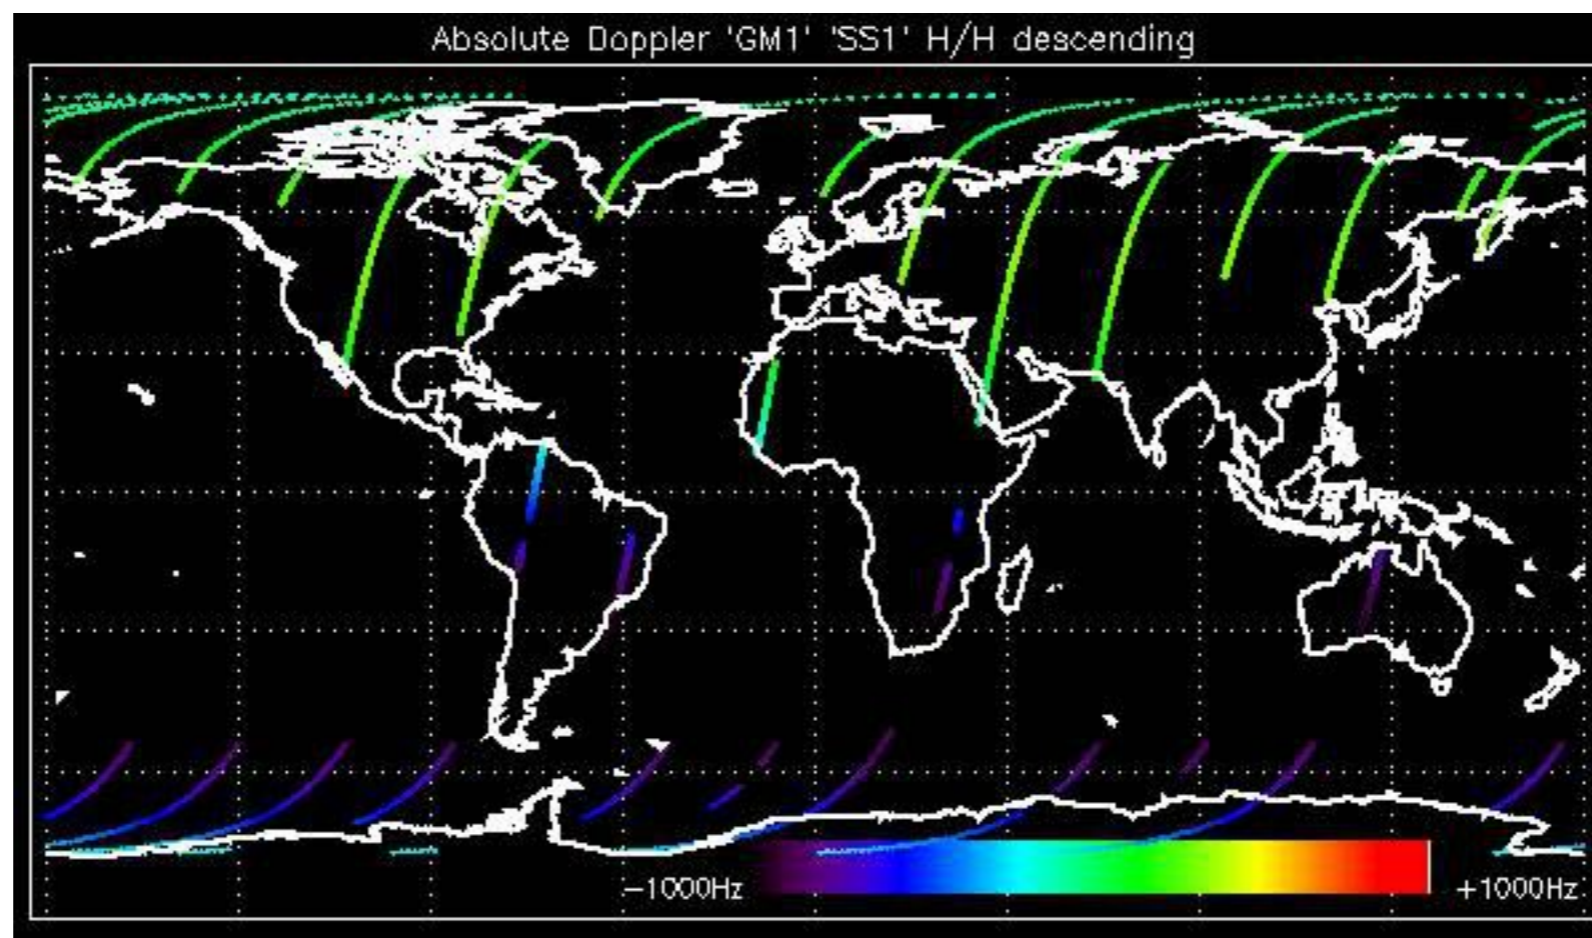 Absolute Doppler 'GM1' 'SS1' H/H descending
−1000Hz
+1000Hz